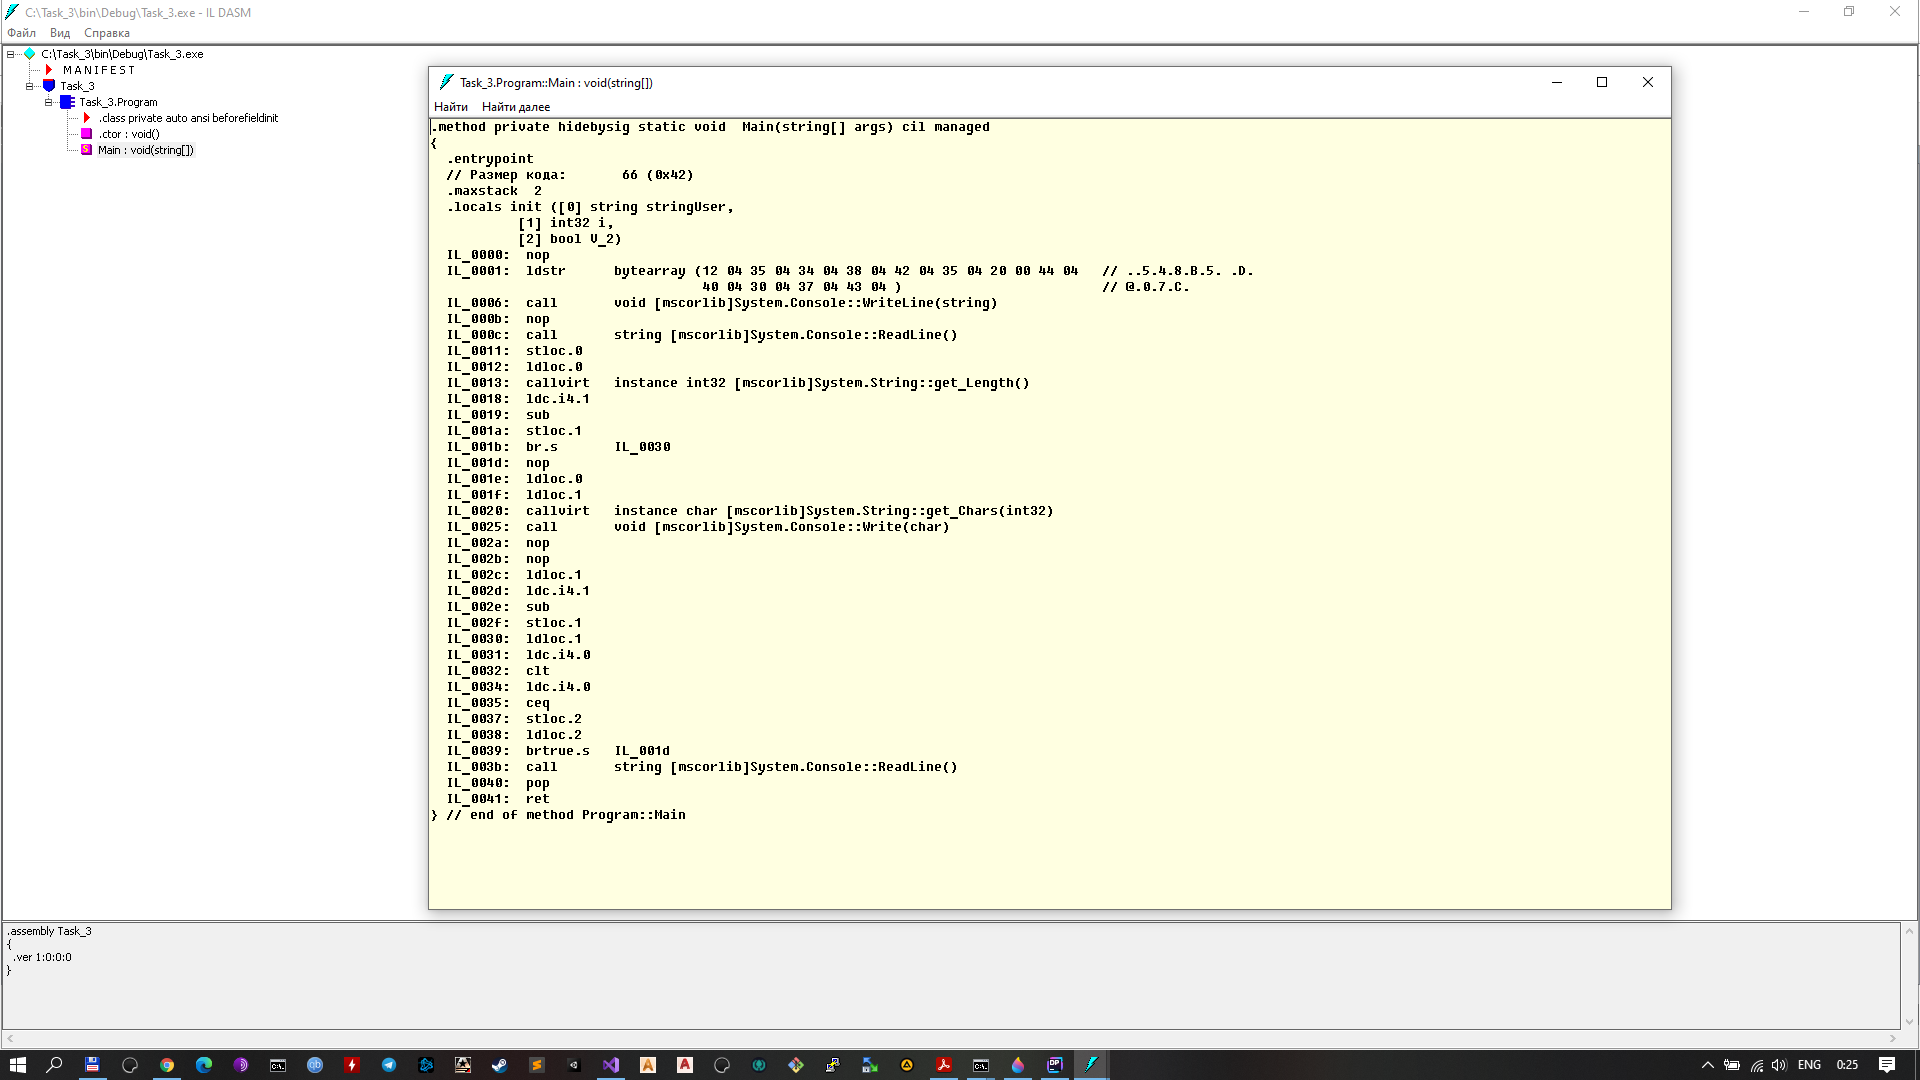 C:\Task_3\bin\Debug\Task_3.exe - IL DASM
Файл Вид Справка
C:\Task_3\bin\Debug\Task_3.exe
M A N I F E S T
Task_3
Task_3.Program
.class private auto ansi beforefieldinit
.ctor : void()
Main : void(string[])
Task_3.Program::Main : void(string[])
Найти Найти далее
.method private hidebysig static void  Main(string[] args) cil managed
{
  .entrypoint
  // Размер кода:       66 (0x42)
  .maxstack  2
  .locals init ([0] string stringUser,
           [1] int32 i,
           [2] bool V_2)
  IL_0000:  nop
  IL_0001:  ldstr      bytearray (12 04 35 04 34 04 38 04 42 04 35 04 20 00 44 04   // ..5.4.8.B.5. .D.
                                  40 04 30 04 37 04 43 04 )                         // @.0.7.C.
  IL_0006:  call       void [mscorlib]System.Console::WriteLine(string)
  IL_000b:  nop
  IL_000c:  call       string [mscorlib]System.Console::ReadLine()
  IL_0011:  stloc.0
  IL_0012:  ldloc.0
  IL_0013:  callvirt   instance int32 [mscorlib]System.String::get_Length()
  IL_0018:  ldc.i4.1
  IL_0019:  sub
  IL_001a:  stloc.1
  IL_001b:  br.s       IL_0030
  IL_001d:  nop
  IL_001e:  ldloc.0
  IL_001f:  ldloc.1
  IL_0020:  callvirt   instance char [mscorlib]System.String::get_Chars(int32)
  IL_0025:  call       void [mscorlib]System.Console::Write(char)
  IL_002a:  nop
  IL_002b:  nop
  IL_002c:  ldloc.1
  IL_002d:  ldc.i4.1
  IL_002e:  sub
  IL_002f:  stloc.1
  IL_0030:  ldloc.1
  IL_0031:  ldc.i4.0
  IL_0032:  clt
  IL_0034:  ldc.i4.0
  IL_0035:  ceq
  IL_0037:  stloc.2
  IL_0038:  ldloc.2
  IL_0039:  brtrue.s   IL_001d
  IL_003b:  call       string [mscorlib]System.Console::ReadLine()
  IL_0040:  pop
  IL_0041:  ret
} // end of method Program::Main
.assembly Task_3
{
  .ver 1:0:0:0
}
ENG 0:25